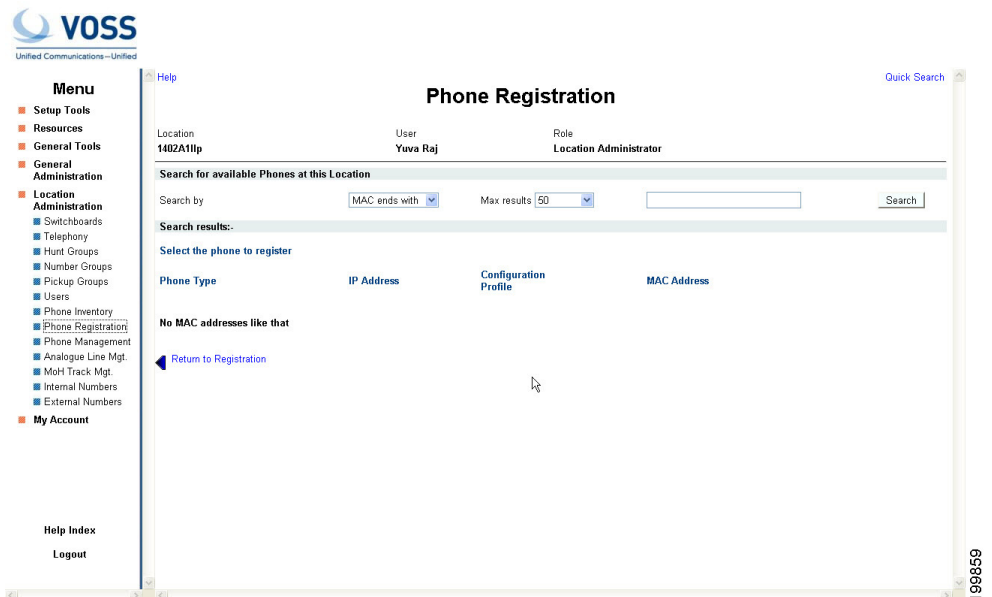 VOSS
Unified Communications—Unified
Menu
Setup Tools
Resources
General Tools
General
Administration
Location
Administration
Switchboards
Telephony
Hunt Groups
Number Groups
Pickup Groups
Users
Phone Inventory
Phone Registration
Phone Management
Analogue Line Mgt.
MoH Track Mgt.
Internal Numbers
External Numbers
My Account
Help Index
Logout
Help
Quick Search
Phone Registration
Location User Role
1402A1llp Yuva Raj Location Administrator
Search for available Phones at this Location
Search by MAC ends with Max results 50 Search
Search results:-
Select the phone to register
Phone Type IP Address Configuration Profile MAC Address
No MAC addresses like that
Return to Registration
199859